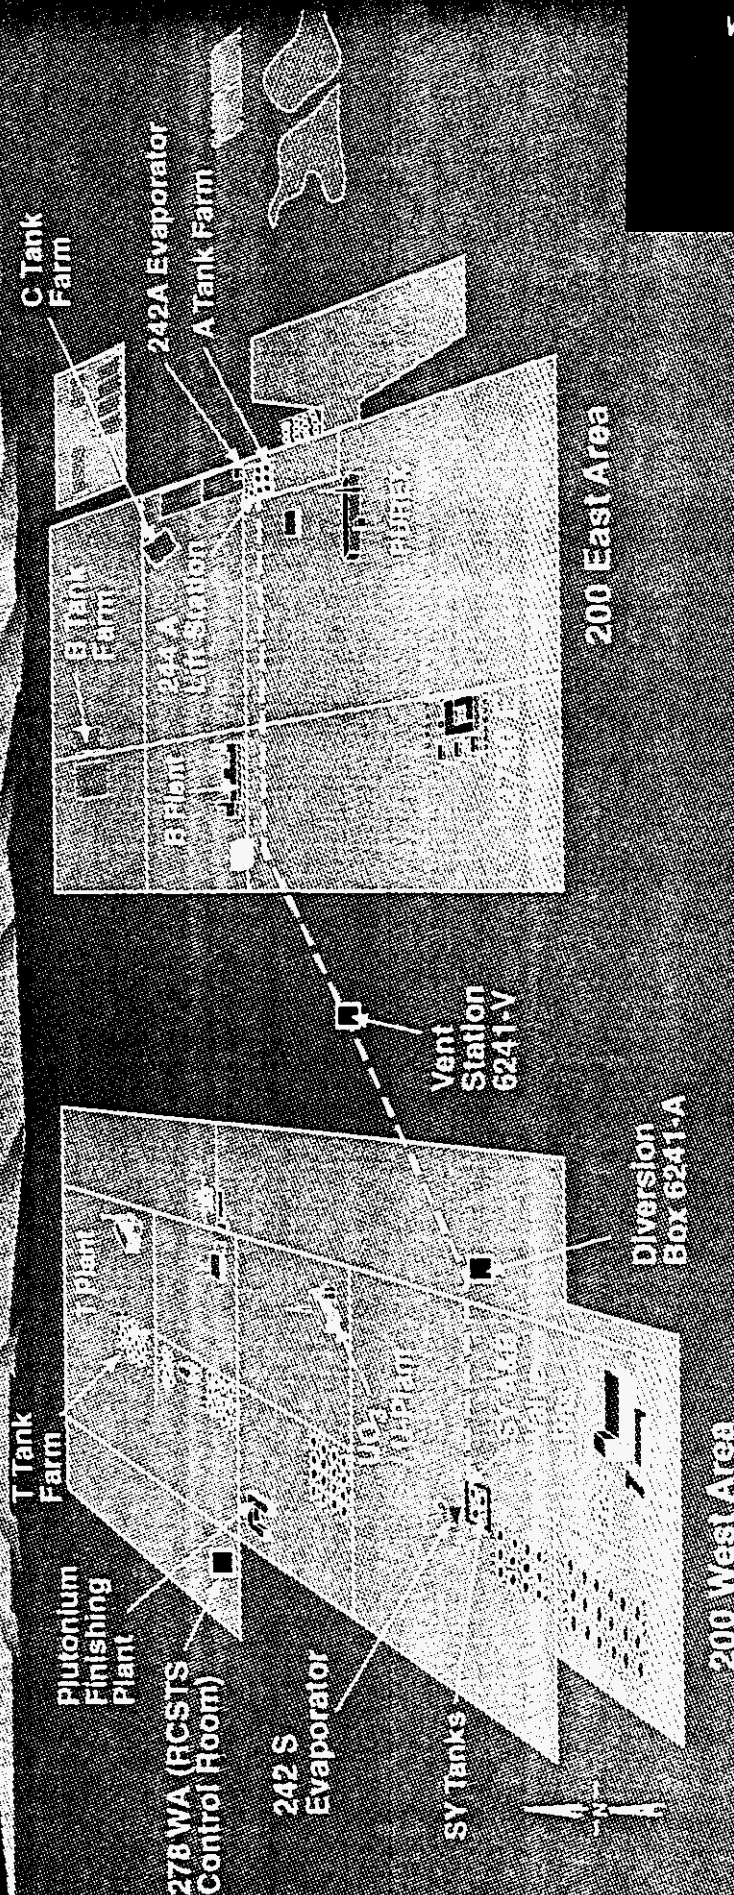 C Tank
Farm
242A Evaporator
A Tank Farm
B Tank
Farm
244 A
Lift Station
B Plant
PUREX
200 East Area
Vent
Station
6241-V
T Tank
Farm
T Plant
Plutonium
Finishing
Plant
278 WA (RCSTS
Control Room)
UO3
U Plant
242 S
Evaporator
SY Tanks
Diversion
Box 6241-A
200 West Area
N